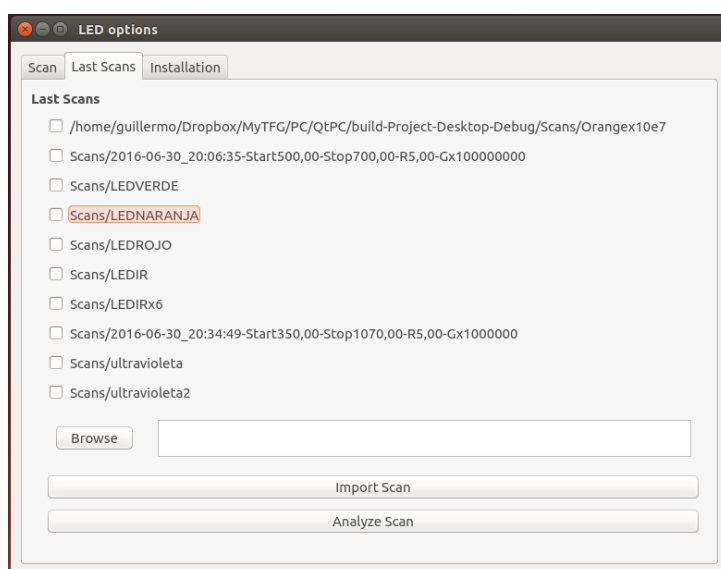 LED options
Scan Last Scans Installation
Last Scans
/home/guillermo/Dropbox/MyTFG/PC/QtPC/build-Project-Desktop-Debug/Scans/Orangex10e7
Scans/2016-06-30_20:06:35-Start500,00-Stop700,00-R5,00-Gx100000000
Scans/LEDVERDE
Scans/LEDNARANJA
Scans/LEDROJO
Scans/LEDIR
Scans/LEDIRx6
Scans/2016-06-30_20:34:49-Start350,00-Stop1070,00-R5,00-Gx1000000
Scans/ultravioleta
Scans/ultravioleta2
Browse
Import Scan
Analyze Scan